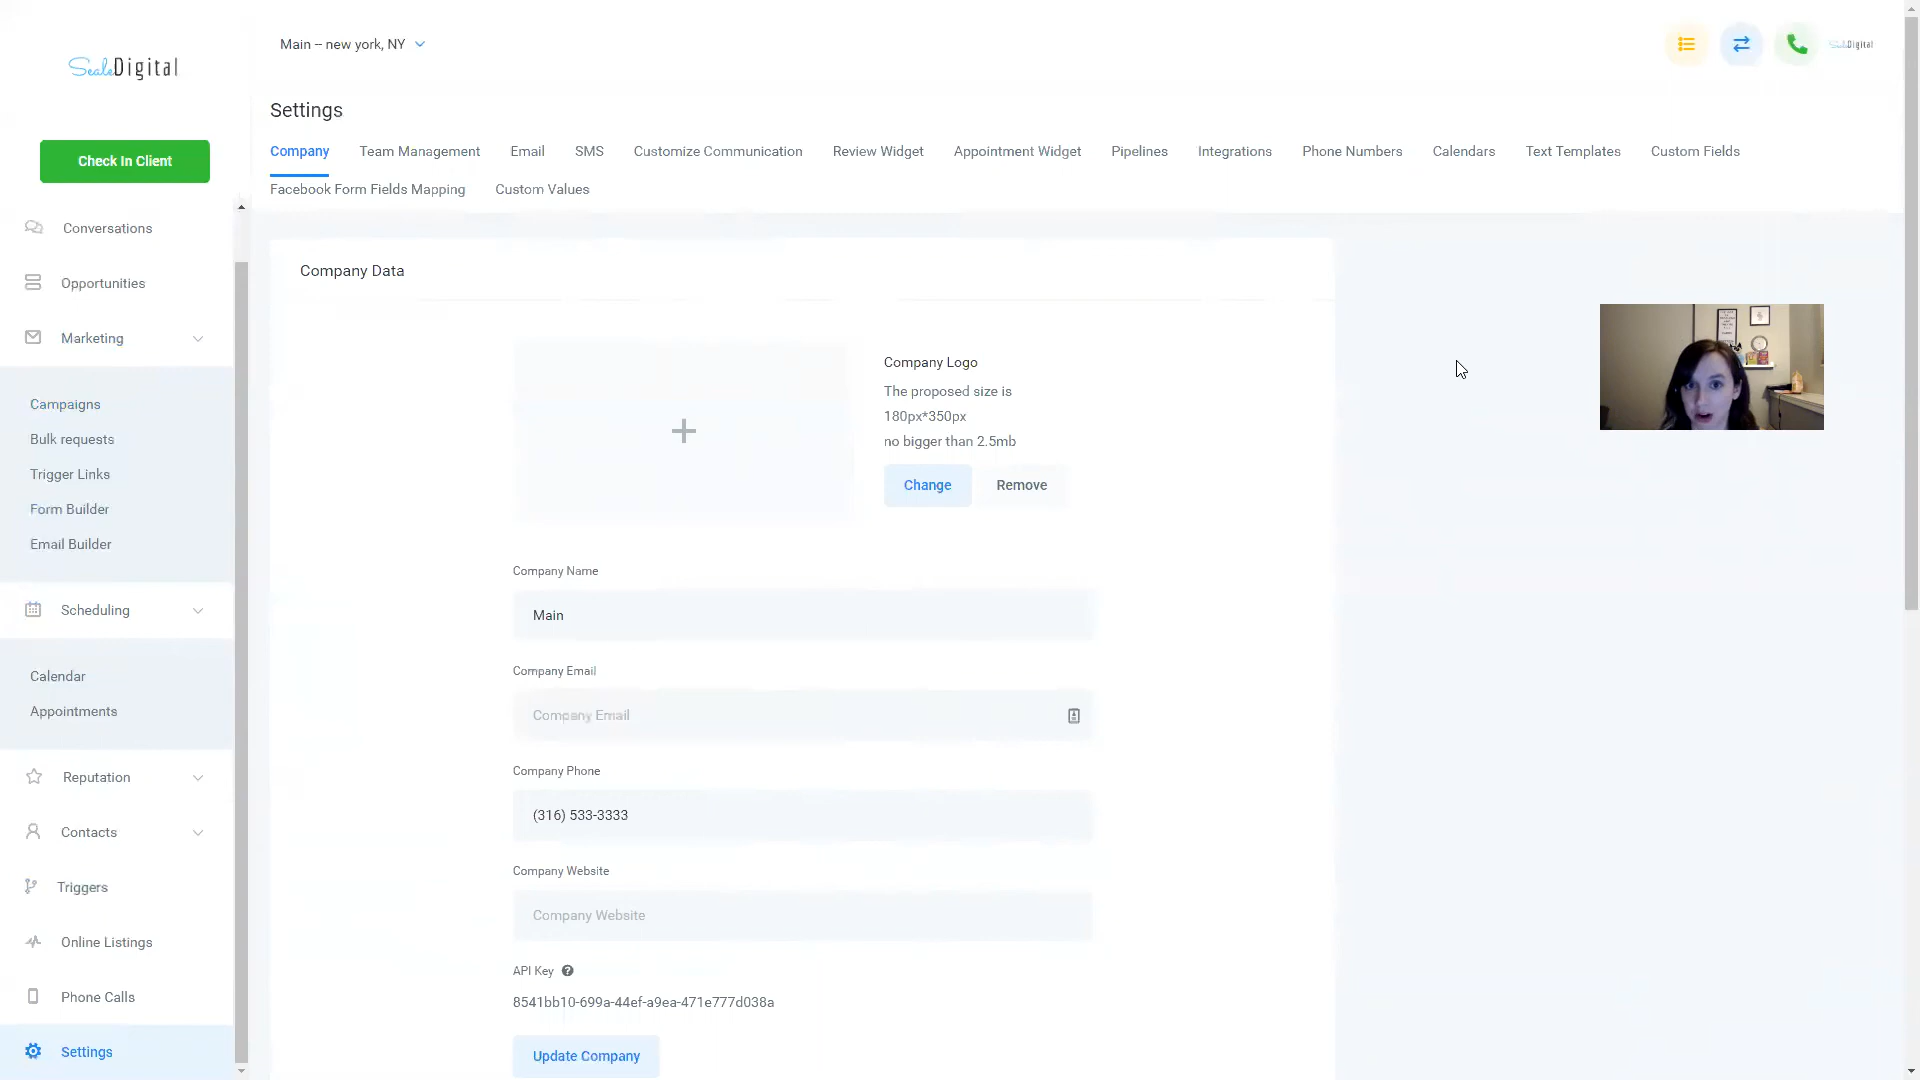 SealeDigital
Main – new york, NY
SealeDigital
Settings
Company
Team Management
Email
SMS
Customize Communication
Review Widget
Appointment Widget
Pipelines
Integrations
Phone Numbers
Calendars
Text Templates
Custom Fields
Facebook Form Fields Mapping
Custom Values
Check In Client
Conversations
Opportunities
Marketing
Campaigns
Bulk requests
Trigger Links
Form Builder
Email Builder
Scheduling
Calendar
Appointments
Reputation
Contacts
Triggers
Online Listings
Phone Calls
Settings
Company Data
Company Logo
The proposed size is
180px*350px
no bigger than 2.5mb
Change
Remove
Company Name
Main
Company Email
Company Email
Company Phone
(316) 533-3333
Company Website
Company Website
API Key ?
8541bb10-699a-44ef-a9ea-471e777d038a
Update Company